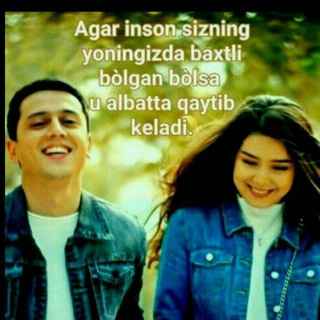 Agar inson sizning
yoningizda baxtli
bòlgan bòlsa
u albatta qaytib
keladi.